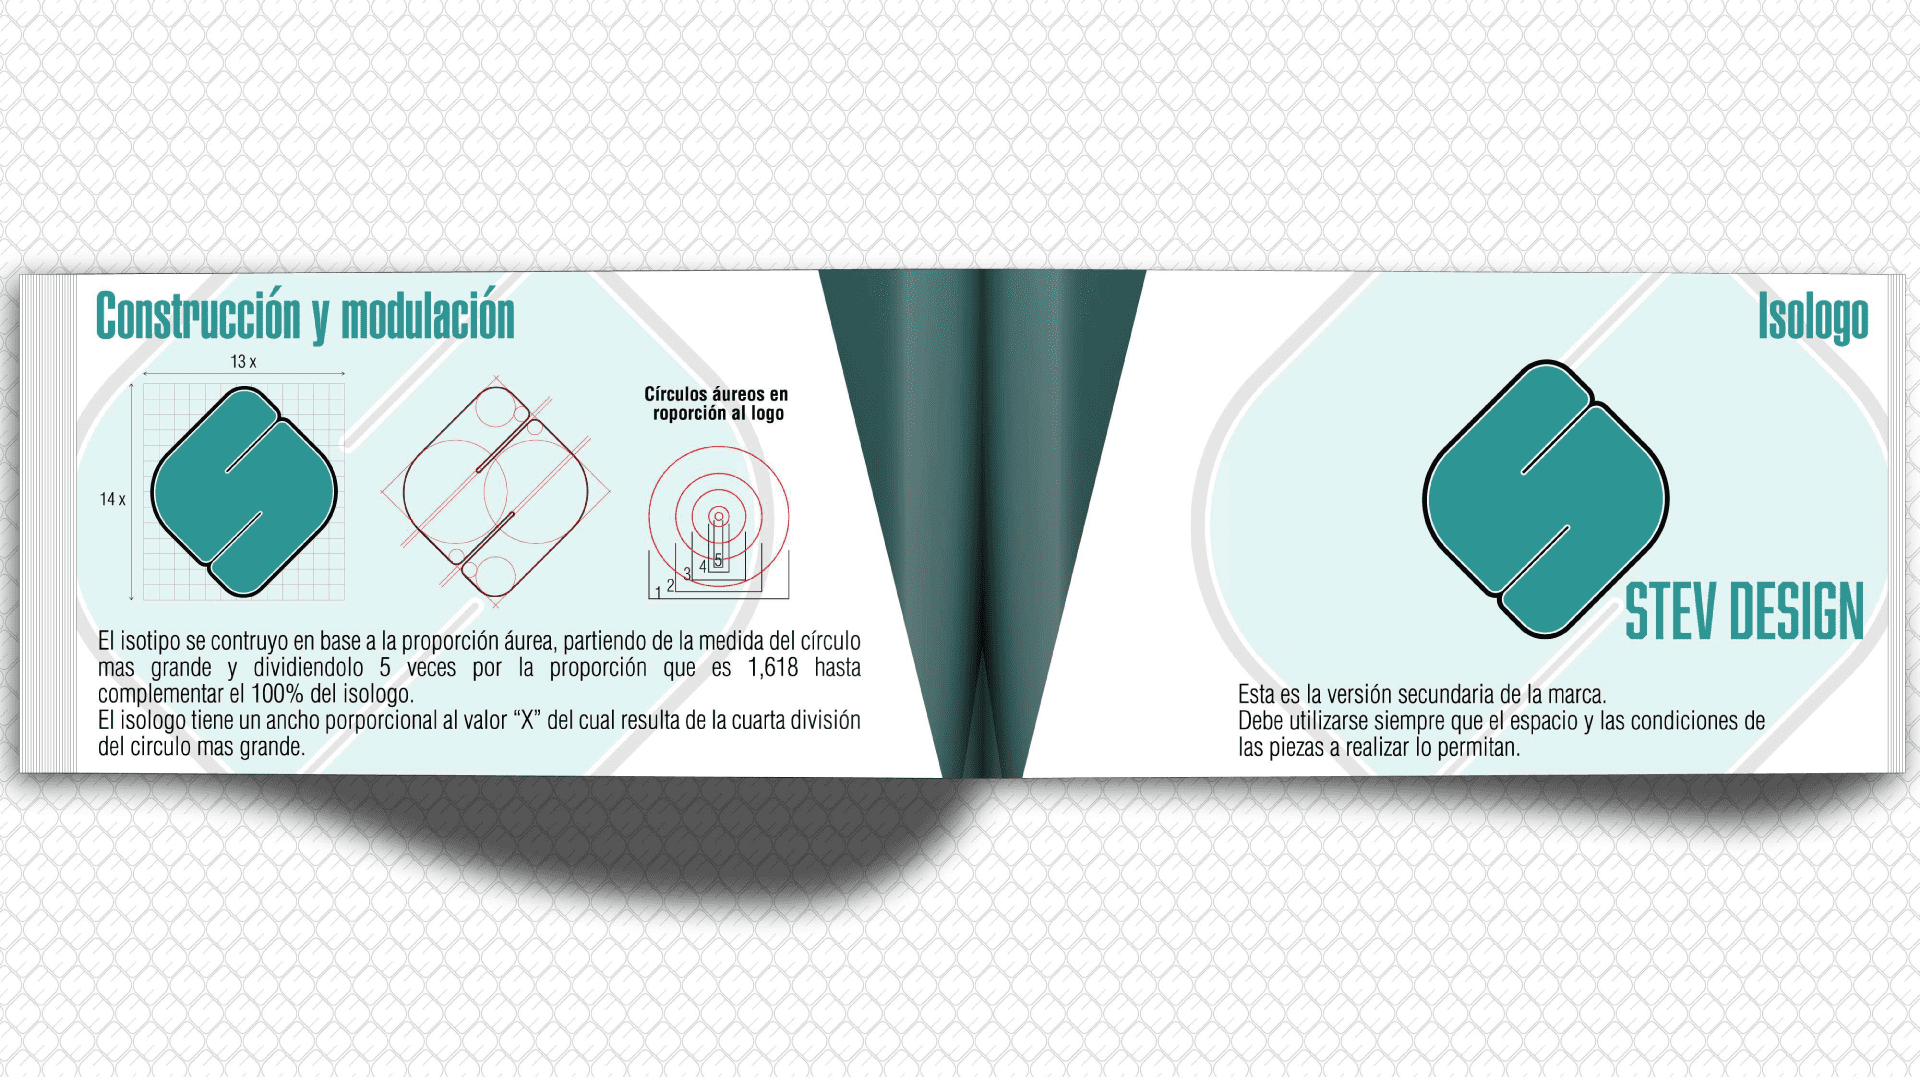 Construcción y modulación
13 x
14 x
Círculos áureos en
roporción al logo
1
2
3
4
5
El isotipo se contruyo en base a la proporción áurea, partiendo de la medida del círculo
mas grande y dividiendolo 5 veces por la proporción que es 1,618 hasta
complementar el 100% del isologo.
El isologo tiene un ancho porporcional al valor “X” del cual resulta de la cuarta división
del circulo mas grande.
Isologo
STEV DESIGN
Esta es la versión secundaria de la marca.
Debe utilizarse siempre que el espacio y las condiciones de
las piezas a realizar lo permitan.